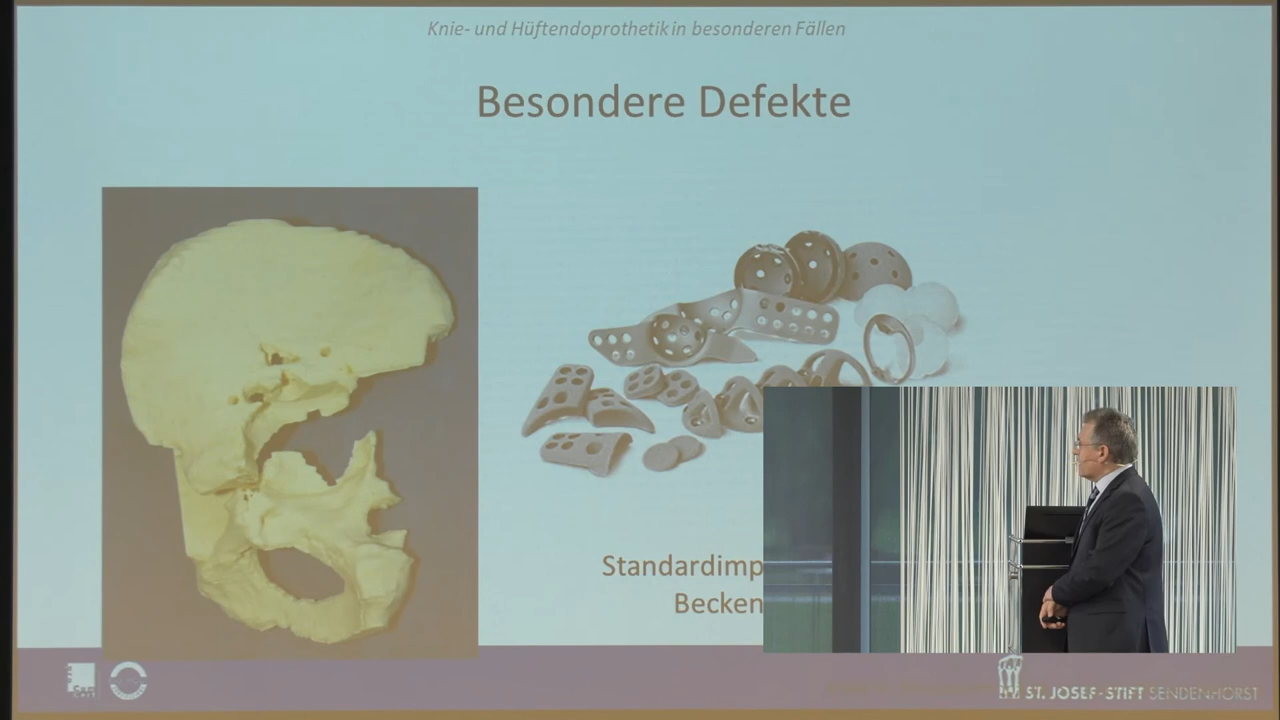 Knie- und Hüftendoprothetik in besonderen Fällen
Besondere Defekte
Standardimp
Becken
ST. JOSEF-STIFT SENDENHORST